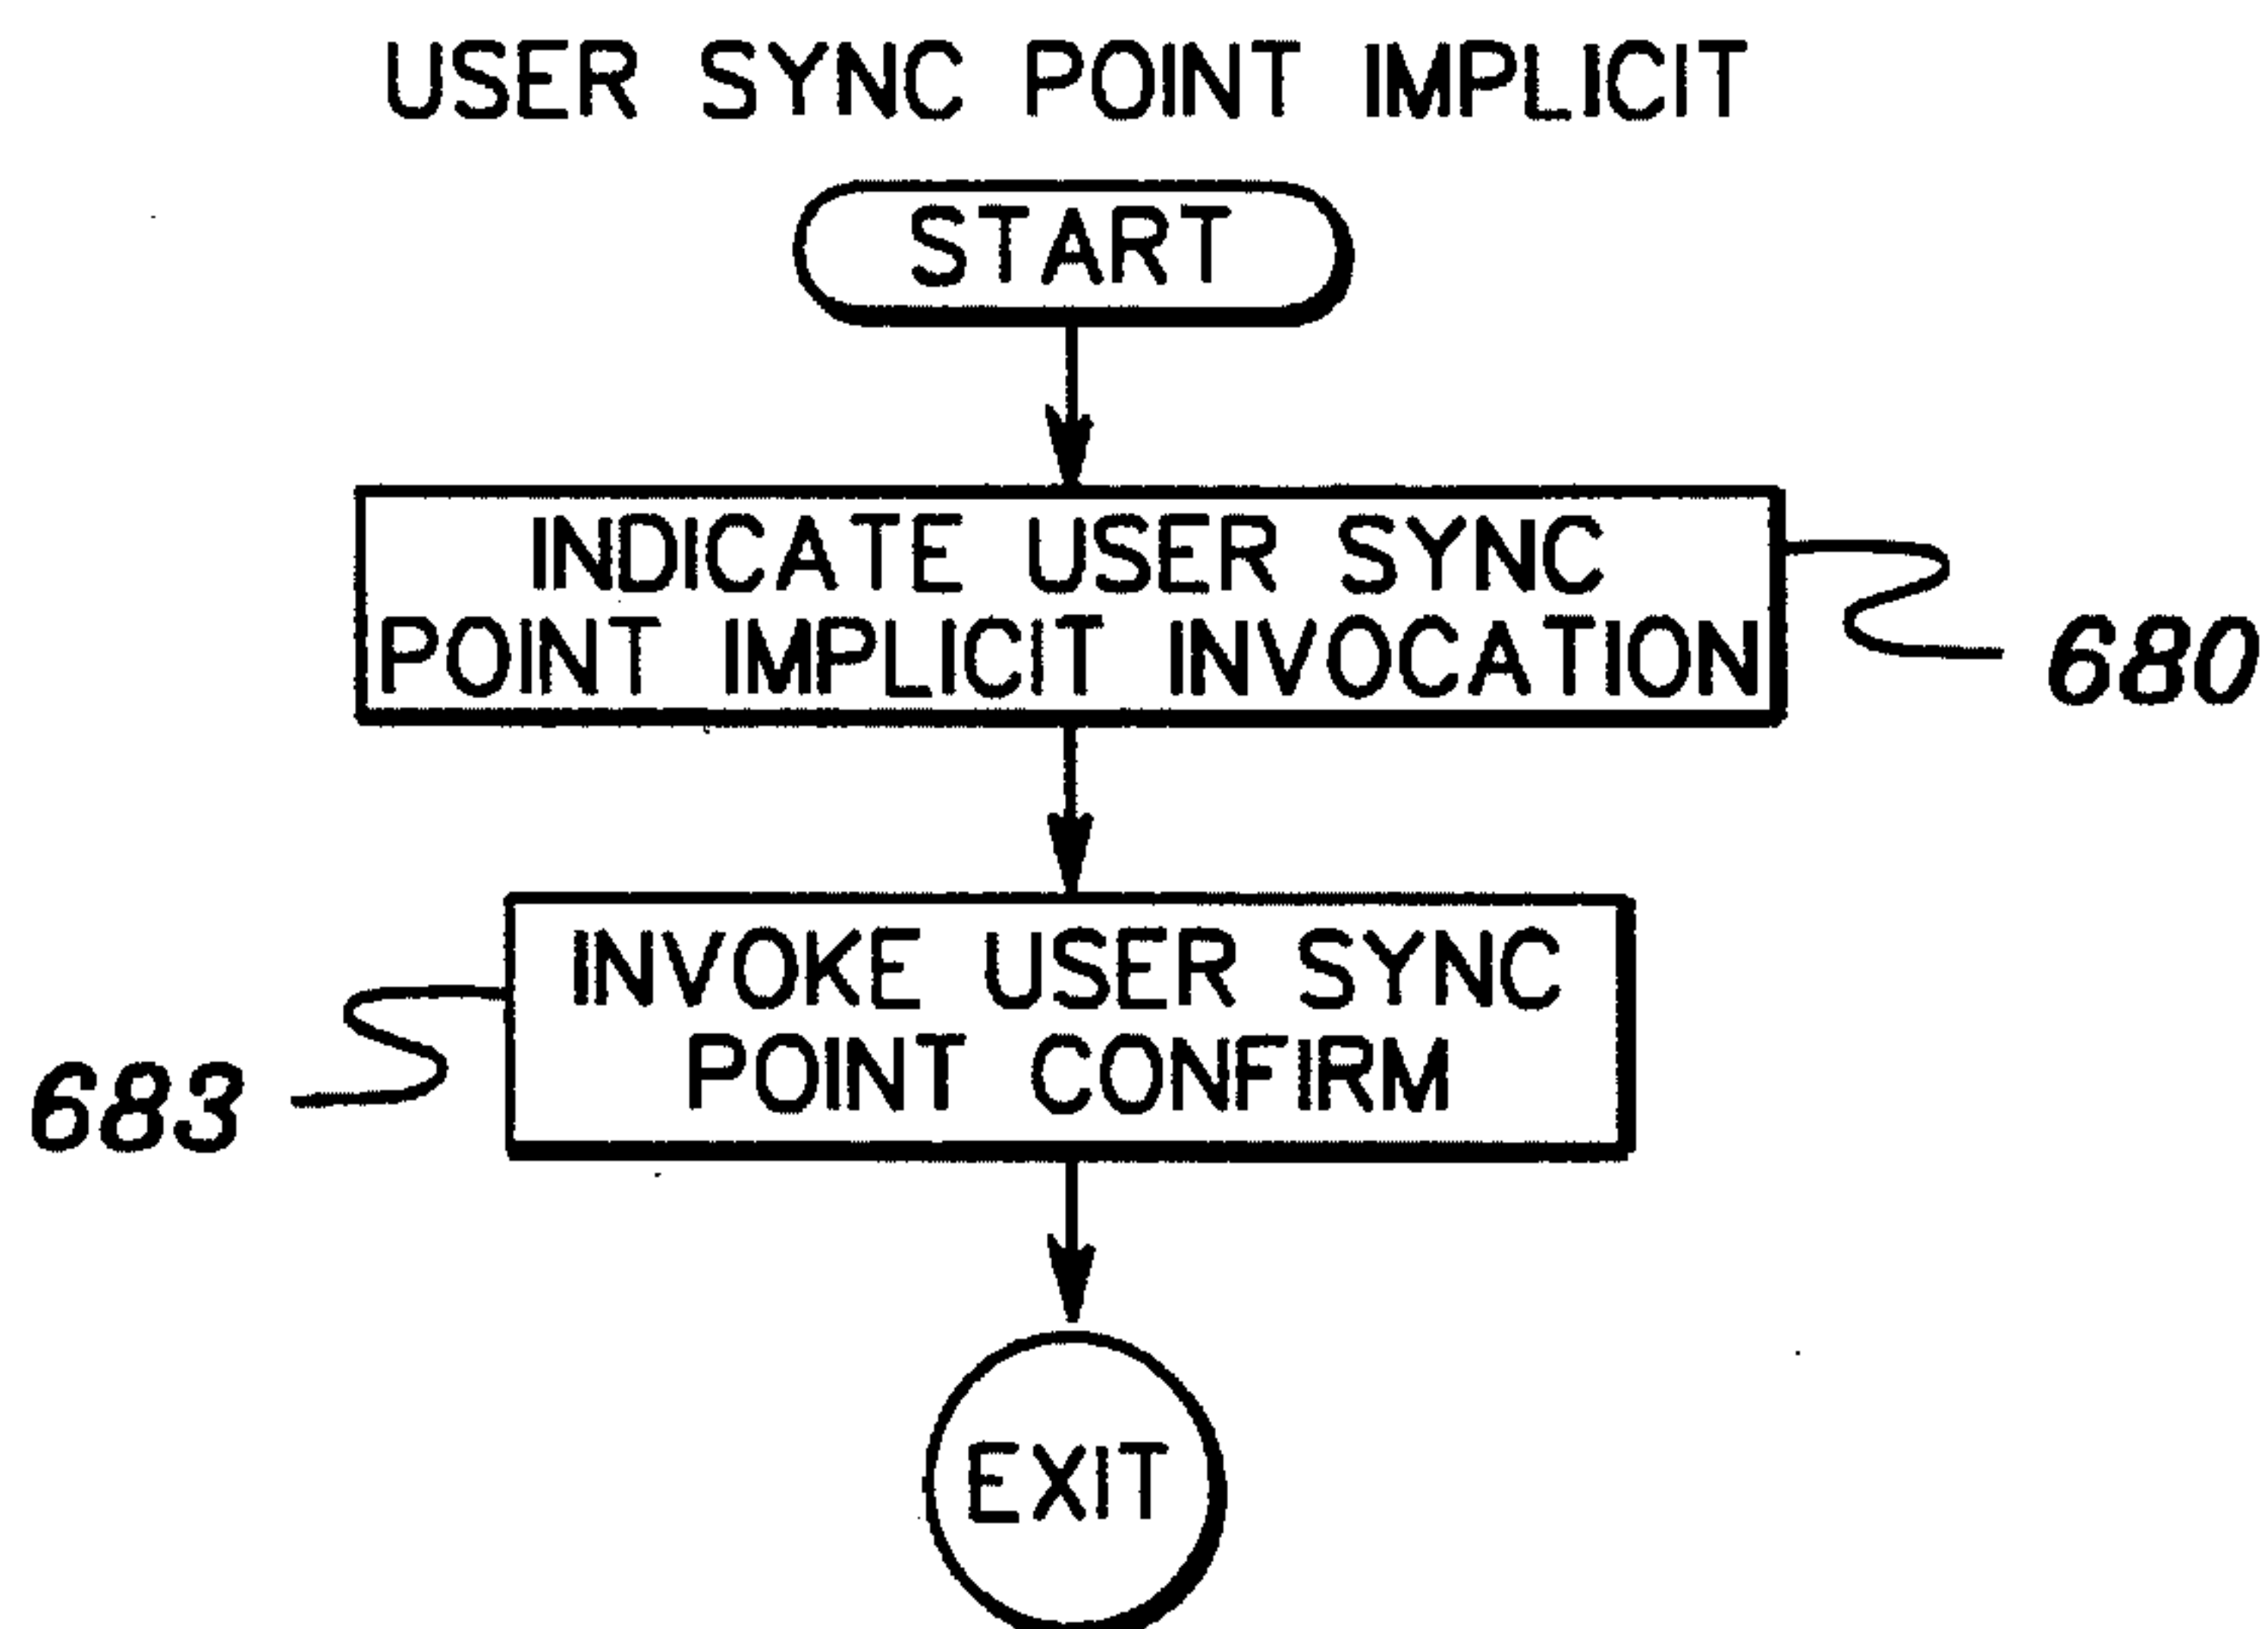 USER SYNC POINT IMPLICIT
START
INDICATE USER SYNC
POINT IMPLICIT INVOCATION
680
INVOKE USER SYNC
POINT CONFIRM
683
EXIT